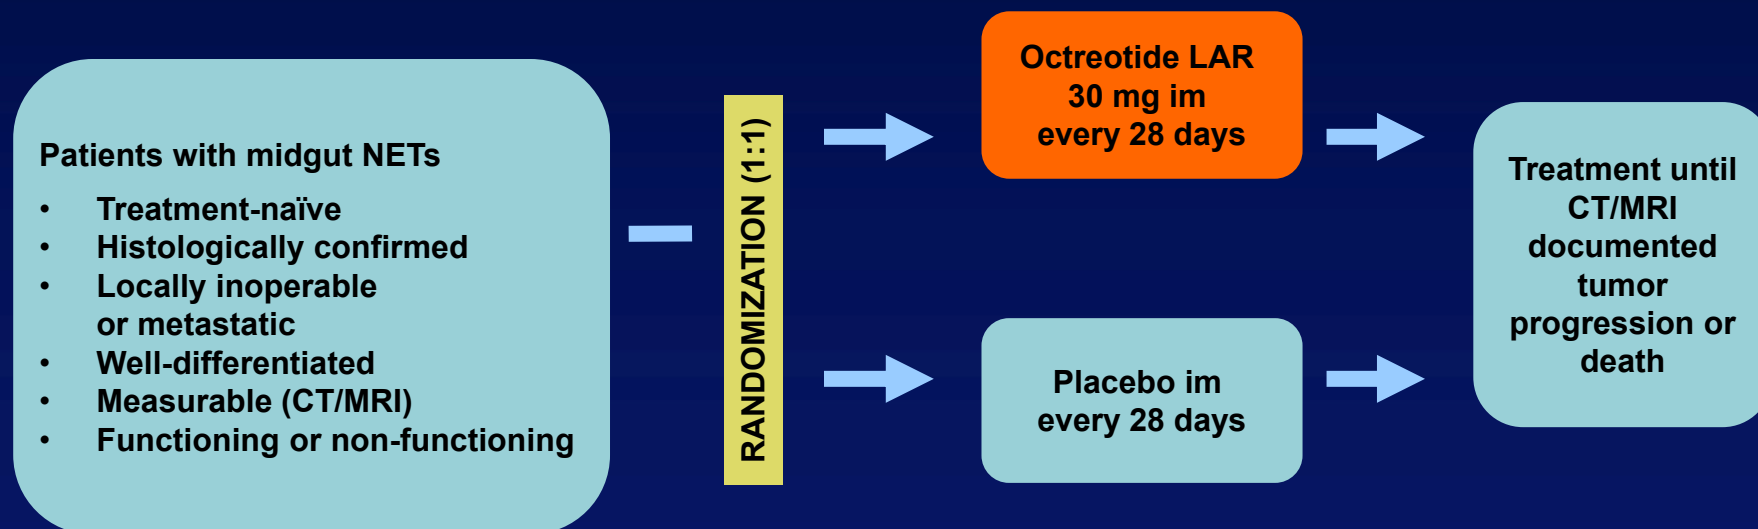 Patients with midgut NETs
• Treatment-naïve
• Histologically confirmed
• Locally inoperable
or metastatic
• Well-differentiated
• Measurable (CT/MRI)
• Functioning or non-functioning
RANDOMIZATION (1:1)
Octreotide LAR
30 mg im
every 28 days
Placebo im
every 28 days
Treatment until
CT/MRI
documented
tumor
progression or
death